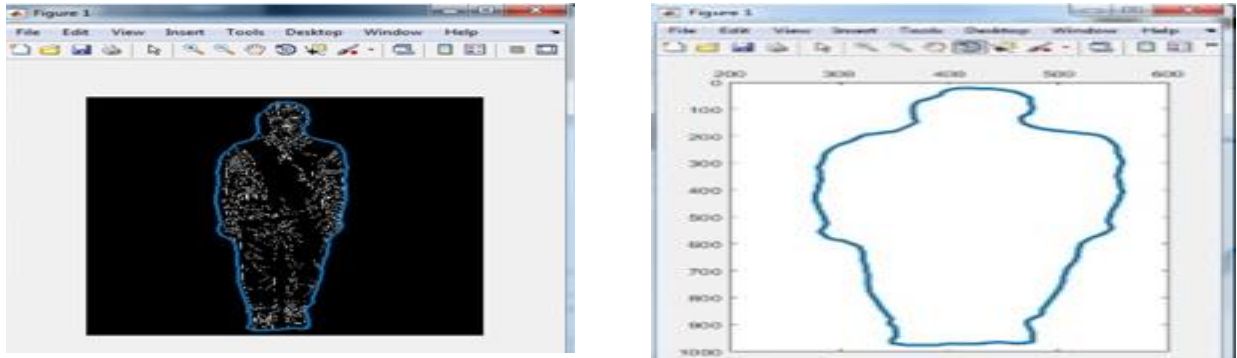 Figure 1
File Edit View Insert Tools Desktop Window Help
Figure 1
File Edit View Insert Tools Desktop Window Help
200 300 400 500 600
0
100
200
300
400
500
600
700
800
900
1000